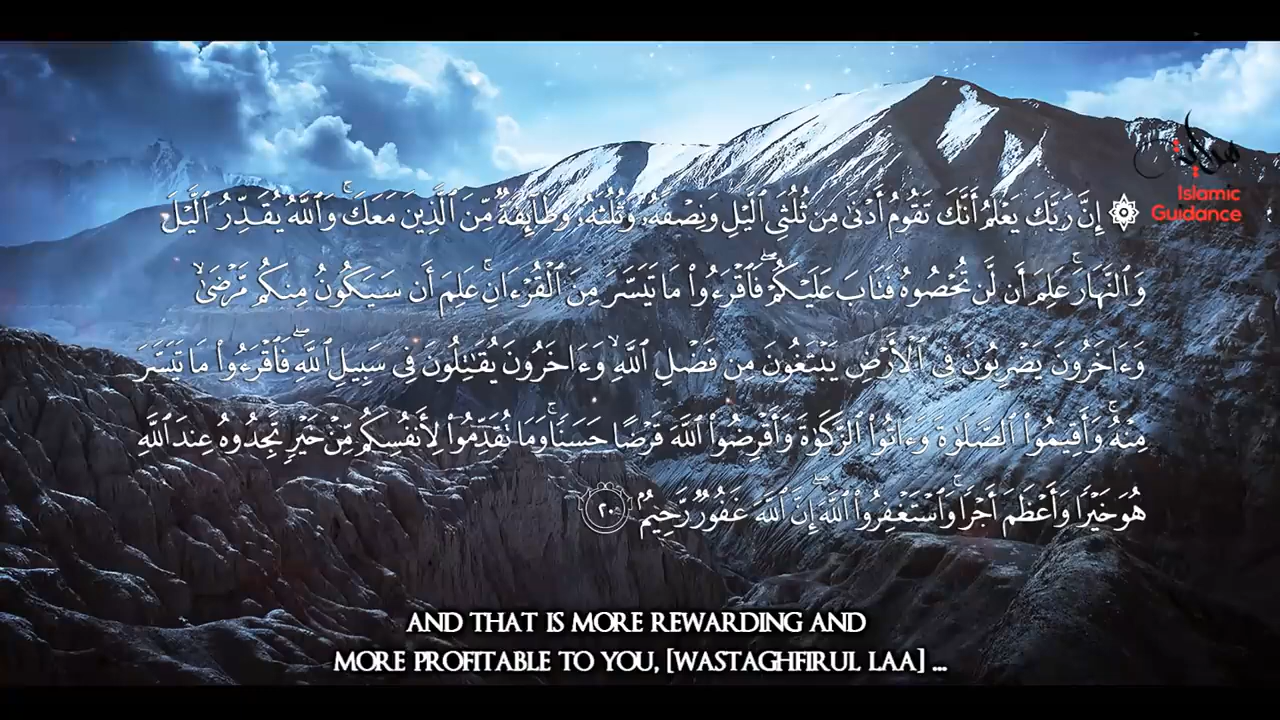 ۞ إِنَّ رَبَّكَ يَعْلَمُ أَنَّكَ تَقُومُ أَدْنَىٰ مِن ثُلُثَيِ ٱلَّيْلِ وَنِصْفَهُۥ وَثُلُثَهُۥ وَطَآئِفَةٌ مِّنَ ٱلَّذِينَ مَعَكَ ۚ وَٱللَّهُ يُقَدِّرُ ٱلَّيْلَ
وَٱلنَّهَارَ ۚ عَلِمَ أَن لَّن تُحْصُوهُ فَتَابَ عَلَيْكُمْ ۖ فَٱقْرَءُوا۟ مَا تَيَسَّرَ مِنَ ٱلْقُرْءَانِ ۚ عَلِمَ أَن سَيَكُونُ مِنكُم مَّرْضَىٰ ۙ
وَءَاخَرُونَ يَضْرِبُونَ فِى ٱلْأَرْضِ يَبْتَغُونَ مِن فَضْلِ ٱللَّهِ ۙ وَءَاخَرُونَ يُقَـٰتِلُونَ فِى سَبِيلِ ٱللَّهِ ۖ فَٱقْرَءُوا۟ مَا تَيَسَّرَ
مِنْهُ ۚ وَأَقِيمُوا۟ ٱلصَّلَوٰةَ وَءَاتُوا۟ ٱلزَّكَوٰةَ وَأَقْرِضُوا۟ ٱللَّهَ قَرْضًا حَسَنًا ۚ وَمَا تُقَدِّمُوا۟ لِأَنفُسِكُم مِّنْ خَيْرٍ تَجِدُوهُ عِندَ ٱللَّهِ
هُوَ خَيْرًا وَأَعْظَمَ أَجْرًا ۚ وَٱسْتَغْفِرُوا۟ ٱللَّهَ ۖ إِنَّ ٱللَّهَ غَفُورٌ رَّحِيمٌۢ ٢٠
هداية
Islamic
Guidance
AND THAT IS MORE REWARDING AND
MORE PROFITABLE TO YOU, [WASTAGHFIRUL LAA] ...